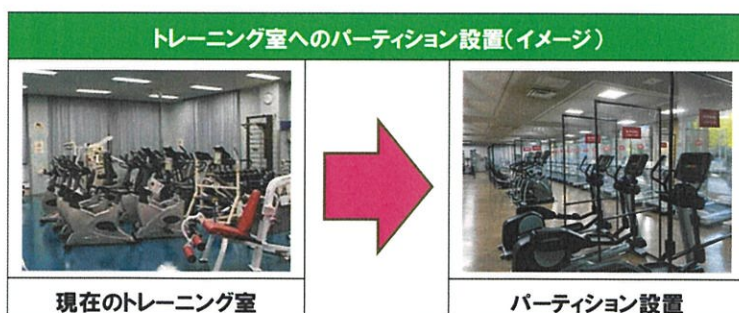 トレーニング室へのパーティション設置(イメージ)
現在のトレーニング室
パーティション設置